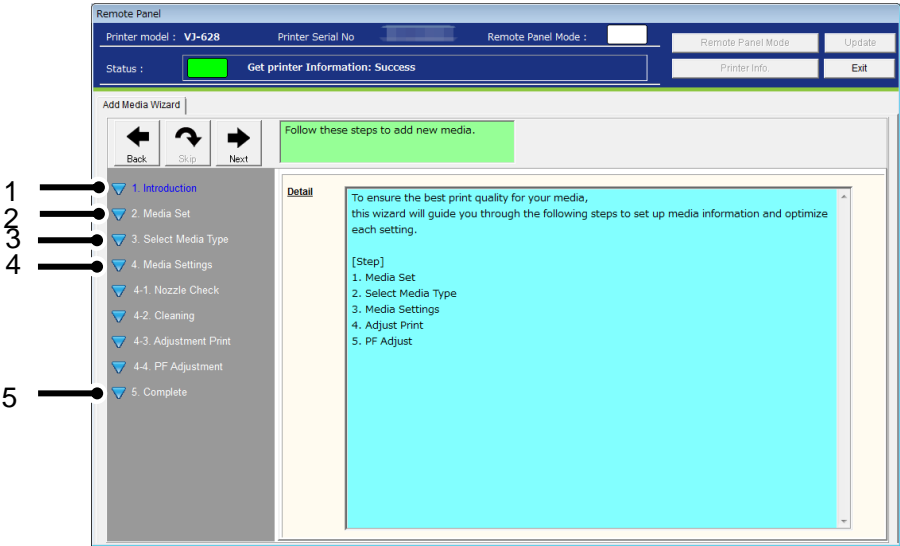 Remote Panel
Printer model : VJ-628 Printer Serial No Remote Panel Mode :
Remote Panel Mode Update
Status : Get printer Information: Success
Printer Info. Exit
Add Media Wizard
Back Skip Next
Follow these steps to add new media.
1 1. Introduction
2 2. Media Set
3 3. Select Media Type
4 4. Media Settings
4-1. Nozzle Check
4-2. Cleaning
4-3. Adjustment Print
4-4. PF Adjustment
5 5. Complete
Detail
To ensure the best print quality for your media,
this wizard will guide you through the following steps to set up media information and optimize
each setting.
[Step]
1. Media Set
2. Select Media Type
3. Media Settings
4. Adjust Print
5. PF Adjust